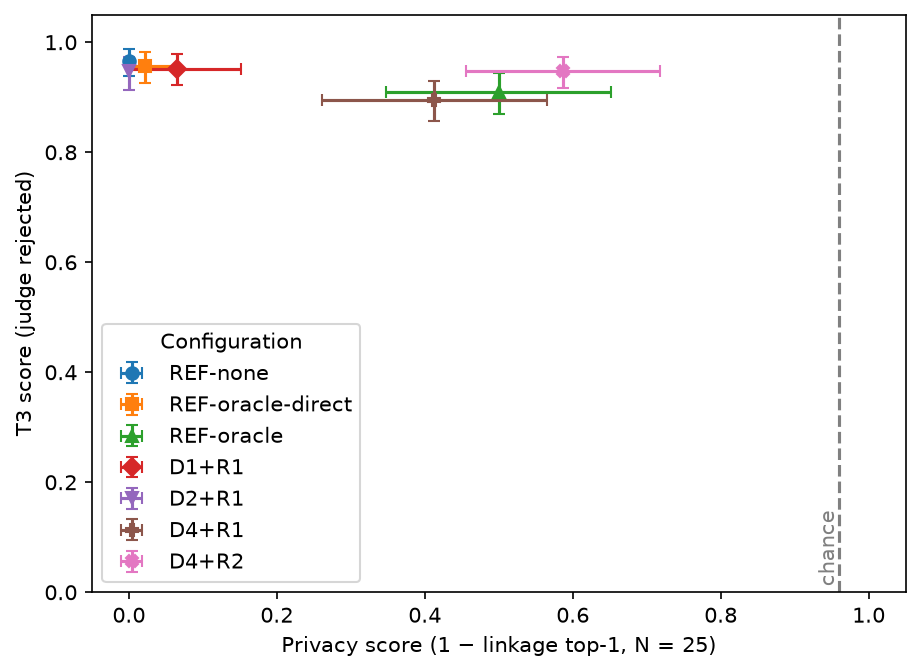 1.0
0.8
0.6
0.4
0.2
0.0
T3 score (judge rejected)
Configuration
REF-none
REF-oracle-direct
REF-oracle
D1+R1
D2+R1
D4+R1
D4+R2
chance
0.0 0.2 0.4 0.6 0.8 1.0
Privacy score (1 − linkage top-1, N = 25)